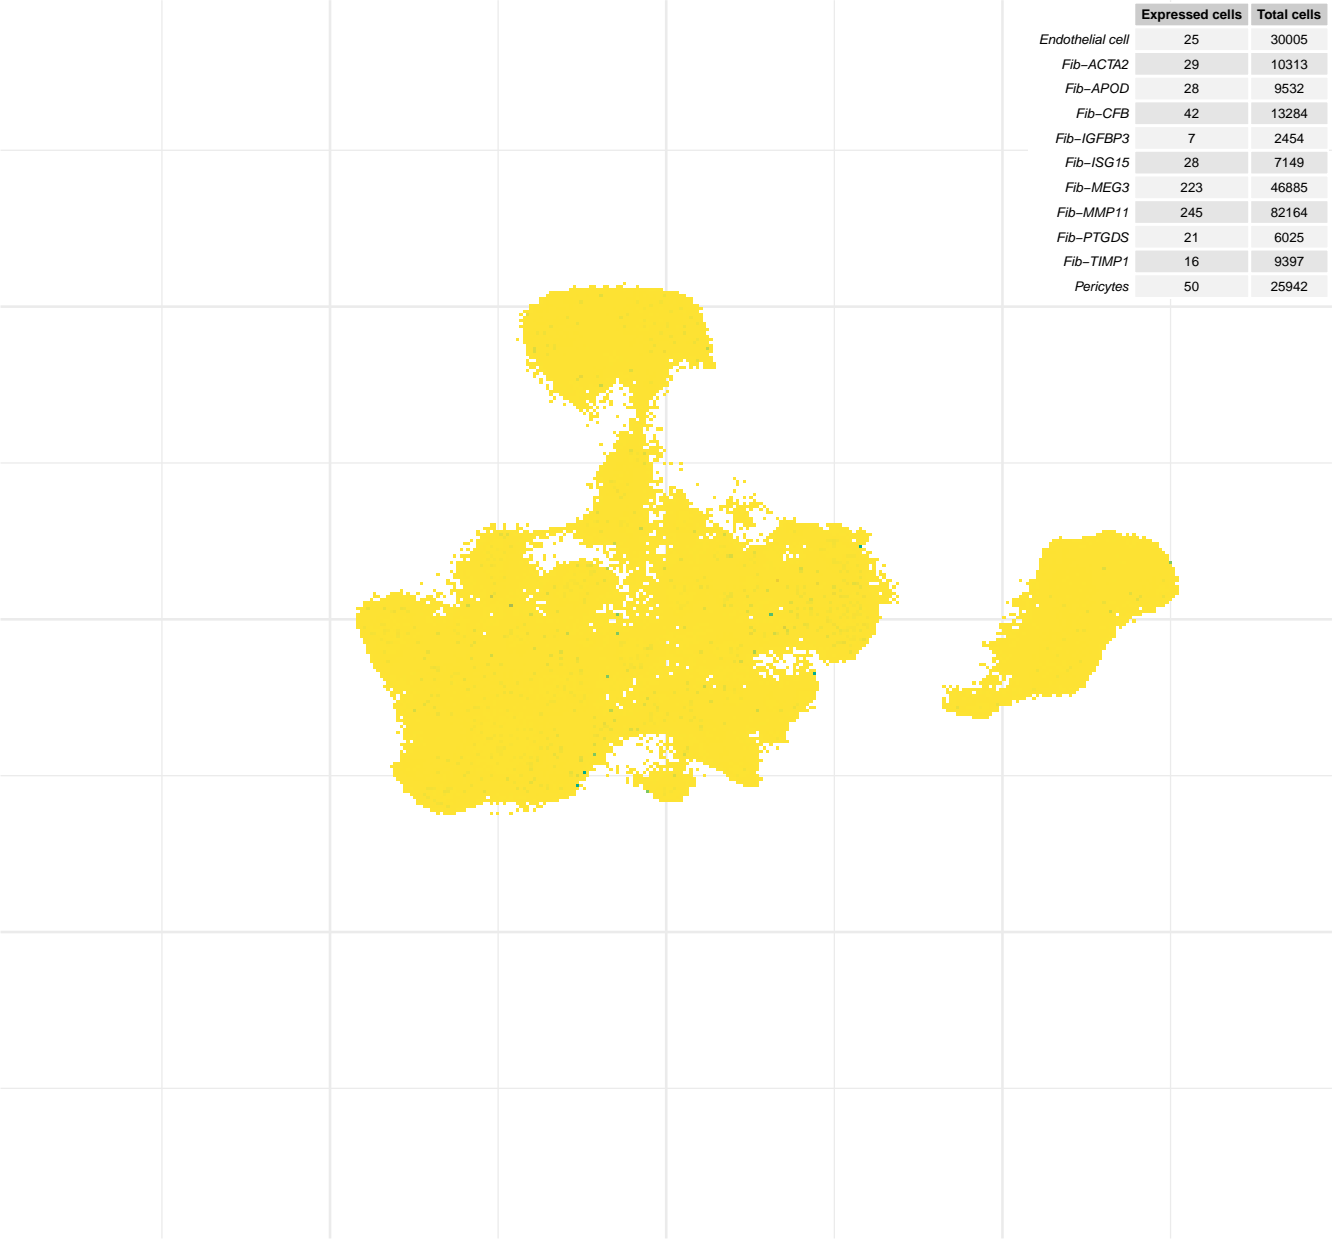 Expressed cells Total cells
Endothelial cell 25 30005
Fib−ACTA2 29 10313
Fib−APOD 28 9532
Fib−CFB 42 13284
Fib−IGFBP3 7 2454
Fib−ISG15 28 7149
Fib−MEG3 223 46885
Fib−MMP11 245 82164
Fib−PTGDS 21 6025
Fib−TIMP1 16 9397
Pericytes 50 25942